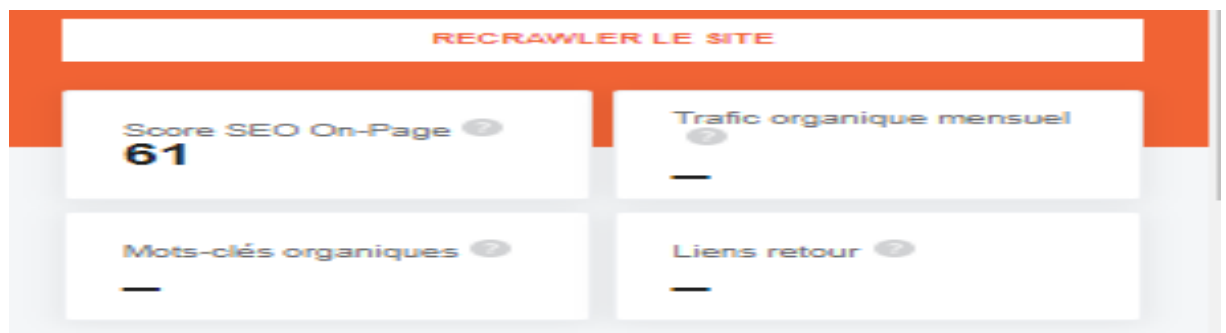 RECRAWLER LE SITE
Score SEO On-Page ?
61
Trafic organique mensuel
?
—
Mots-clés organiques ?
—
Liens retour ?
—